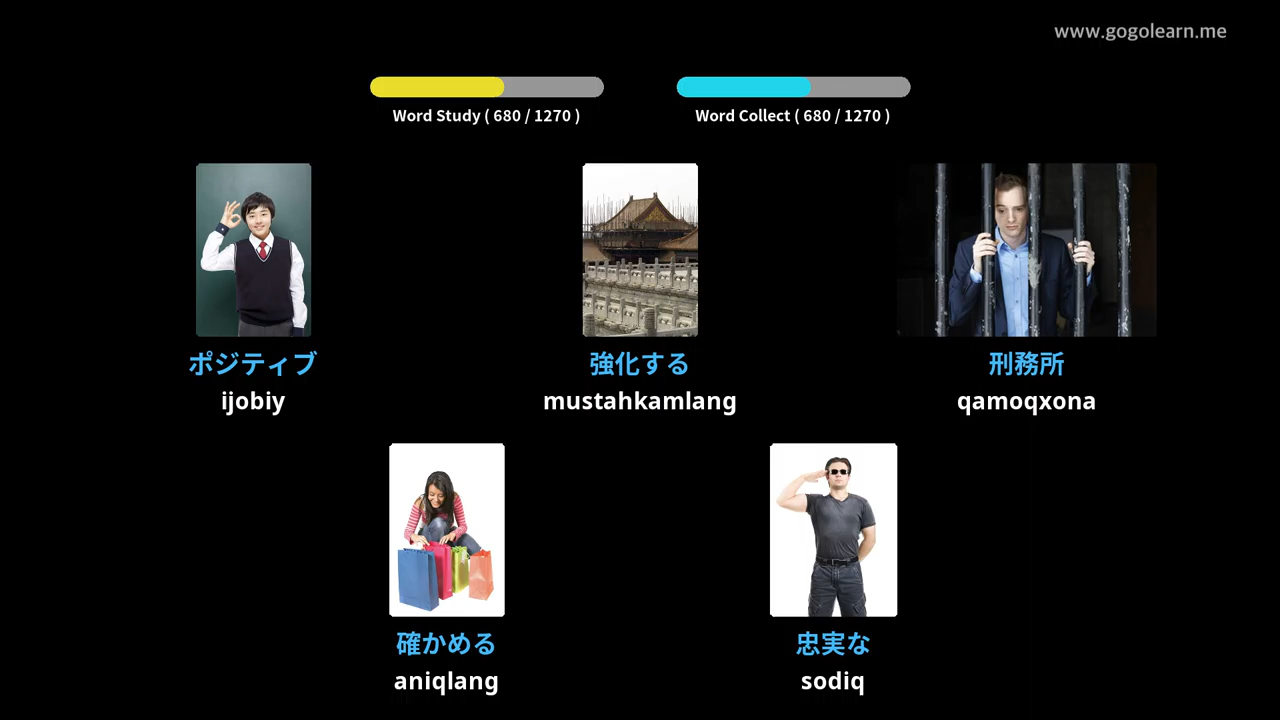 www.gogolearn.me
Word Study ( 680 / 1270 )
Word Collect ( 680 / 1270 )
ポジティブ
ijobiy
強化する
mustahkamlang
刑務所
qamoqxona
確かめる
aniqlang
忠実な
sodiq